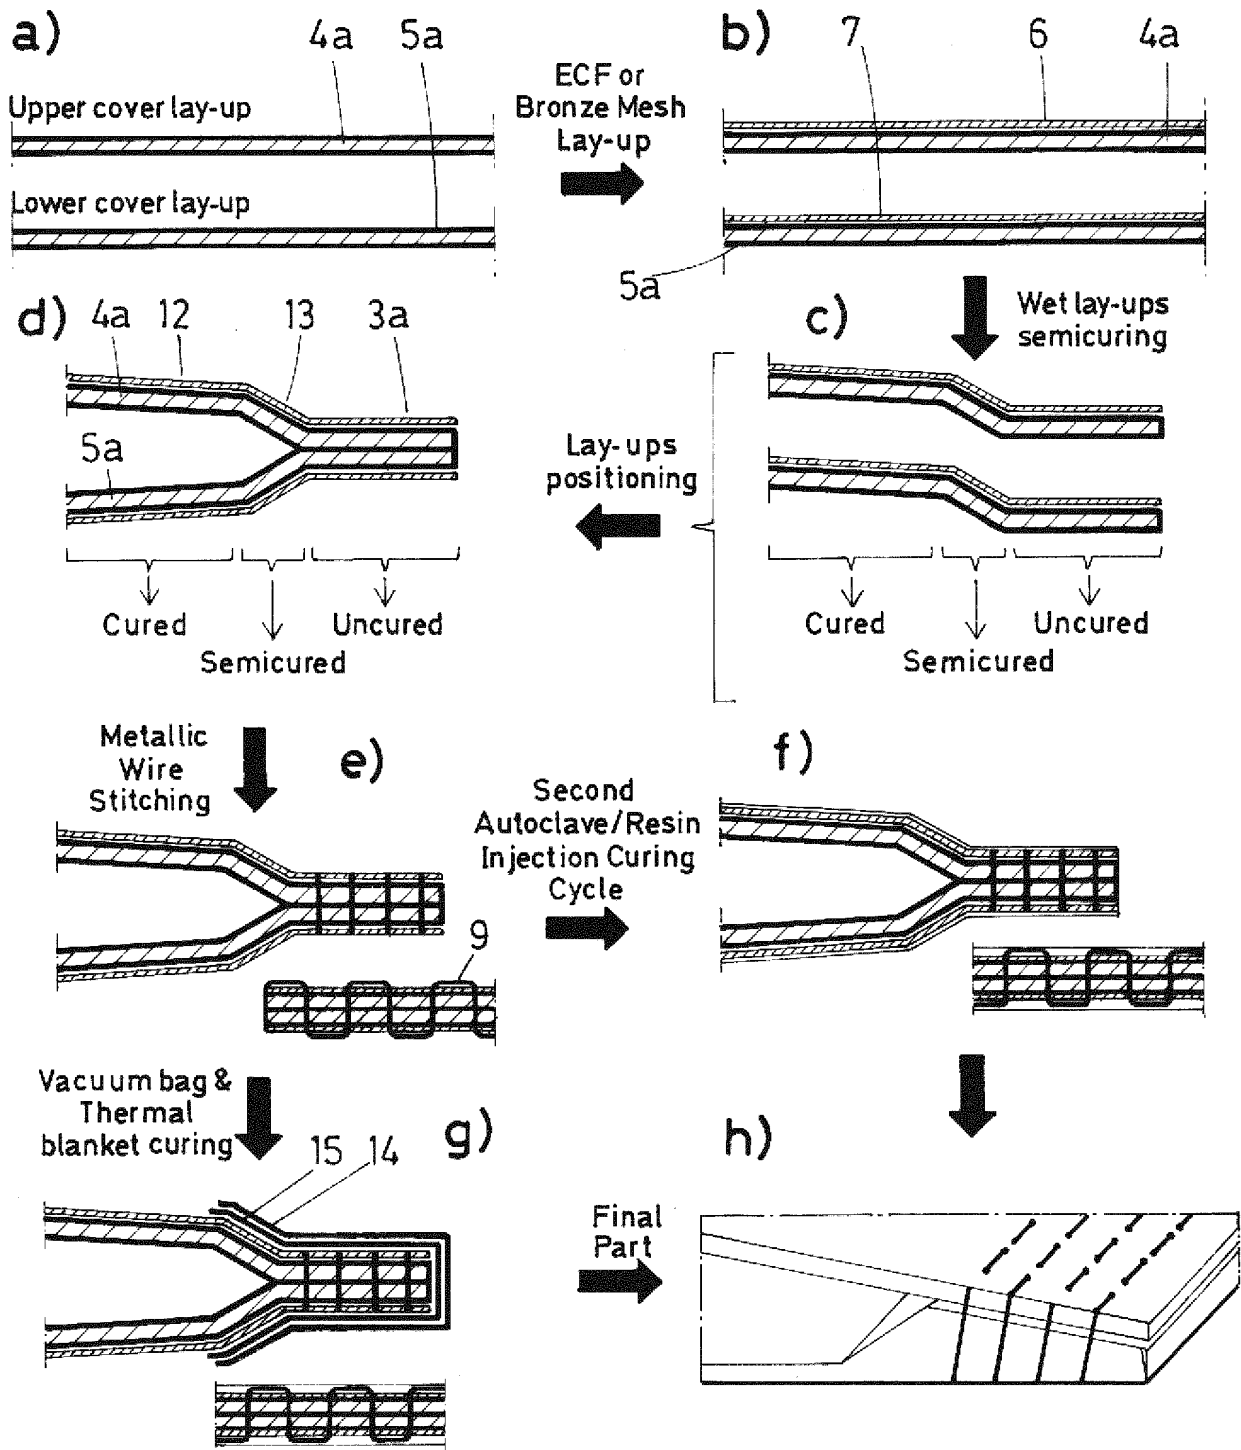 a)
4a
5a
Upper cover lay-up
Lower cover lay-up
ECF or
Bronze Mesh
Lay-up
b)
7
6
4a
5a
Wet lay-ups
semicuring
c)
Cured
Semicured
Uncured
Lay-ups
positioning
d)
4a
12
13
3a
5a
Cured
Semicured
Uncured
Metallic
Wire
Stitching
e)
9
Second
Autoclave/Resin
Injection Curing
Cycle
f)
Vacuum bag &
Thermal
blanket curing
g)
15
14
Final
Part
h)